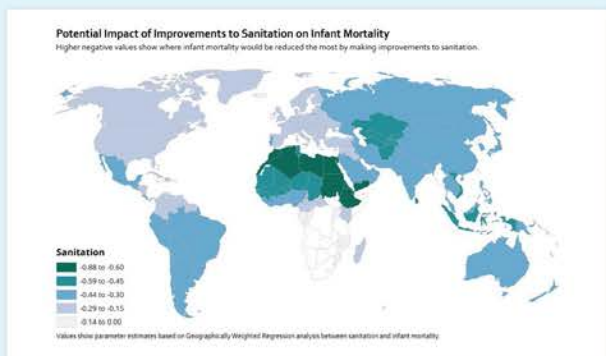 Potential Impact of Improvements to Sanitation on Infant Mortality
Higher negative values show where infant mortality would be reduced the most by making improvements to sanitation.
Sanitation
-0.88 to -0.60
-0.59 to -0.45
-0.44 to -0.30
-0.29 to -0.15
-0.14 to 0.00
Values show parameter estimates based on Geographically Weighted Regression analysis between sanitation and infant mortality.